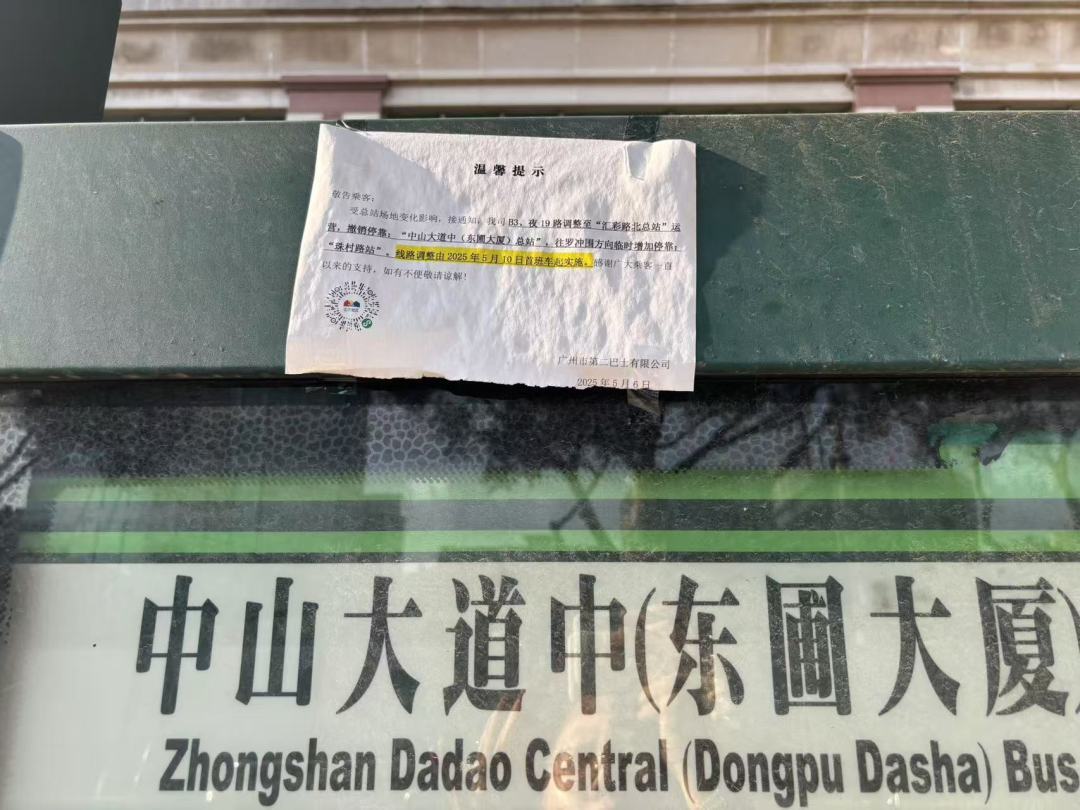 温馨提示
敬告乘客：
受总站场地变化影响，接通知，我司B3、夜19路调整至“汇彩路北总站”运
营，撤销停靠：“中山大道中（东圃大厦）总站”，往罗冲围方向临时增加停靠：
“珠村路站”。线路调整由2025年5月10日首班车起实施。感谢广大乘客一直
以来的支持，如有不便敬请谅解！
广州市第二巴士有限公司
2025年5月6日
中山大道中(东圃大厦)
Zhongshan Dadao Central (Dongpu Dasha) Bus